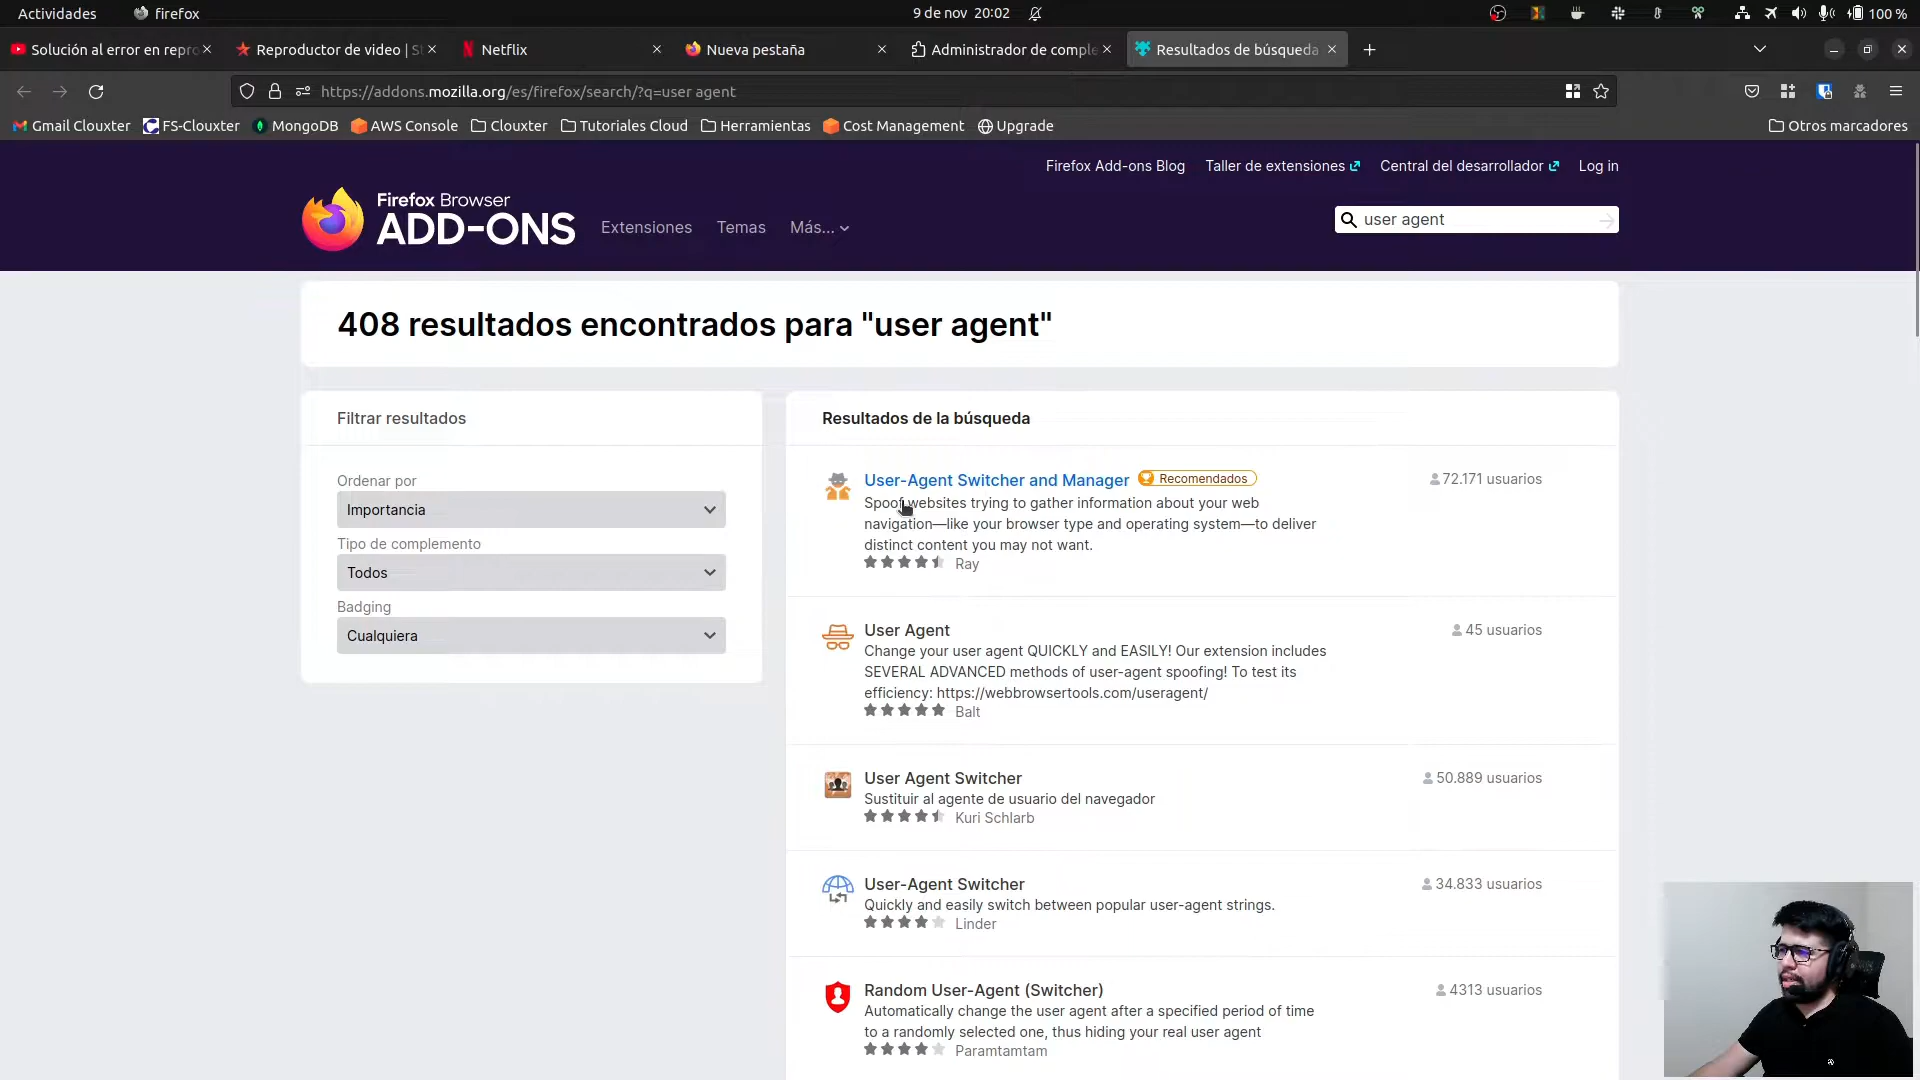 Actividades
firefox
9 de nov 20:02
100 %
Solución al error en repro
Reproductor de video | St
Netflix
Nueva pestaña
Administrador de comple
Resultados de búsqueda
https://addons.mozilla.org/es/firefox/search/?q=user agent
Gmail Clouxter
FS-Clouxter
MongoDB
AWS Console
Clouxter
Tutoriales Cloud
Herramientas
Cost Management
Upgrade
Otros marcadores
Firefox Add-ons Blog
Taller de extensiones
Central del desarrollador
Log in
Firefox Browser
ADD-ONS
Extensiones
Temas
Más...
user agent
408 resultados encontrados para "user agent"
Filtrar resultados
Ordenar por
Importancia
Tipo de complemento
Todos
Badging
Cualquiera
Resultados de la búsqueda
User-Agent Switcher and Manager
Recomendados
72.171 usuarios
Spoof websites trying to gather information about your web
navigation—like your browser type and operating system—to deliver
distinct content you may not want.
Ray
User Agent
45 usuarios
Change your user agent QUICKLY and EASILY! Our extension includes
SEVERAL ADVANCED methods of user-agent spoofing! To test its
efficiency: https://webbrowsertools.com/useragent/
Balt
User Agent Switcher
50.889 usuarios
Sustituir al agente de usuario del navegador
Kuri Schlarb
User-Agent Switcher
34.833 usuarios
Quickly and easily switch between popular user-agent strings.
Linder
Random User-Agent (Switcher)
4313 usuarios
Automatically change the user agent after a specified period of time
to a randomly selected one, thus hiding your real user agent
Paramtamtam